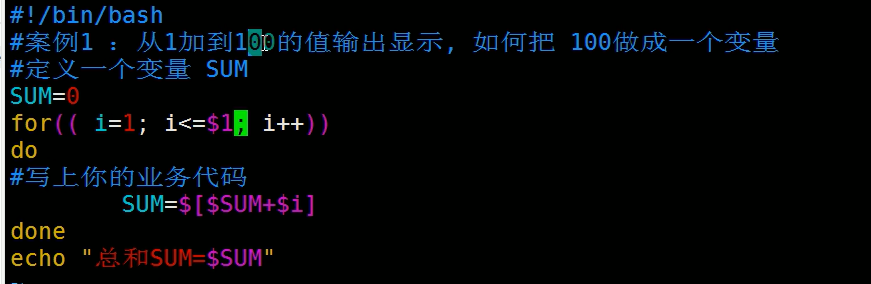 #!/bin/bash
#案例1 ：从1加到100的值输出显示, 如何把 100做成一个变量
#定义一个变量 SUM
SUM=0
for(( i=1; i<=$1; i++))
do
#写上你的业务代码
        SUM=$[$SUM+$i]
done
echo "总和SUM=$SUM"